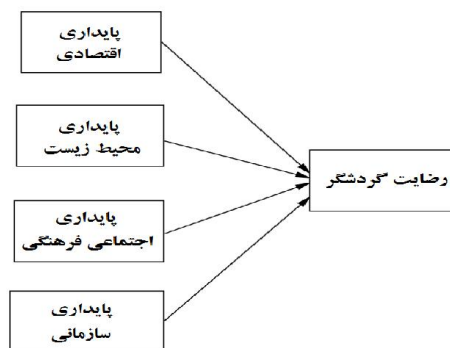 پایداری
اقتصادی
پایداری
محیط زیست
رضایت گردشگر
پایداری
اجتماعی فرهنگی
پایداری
سازمانی